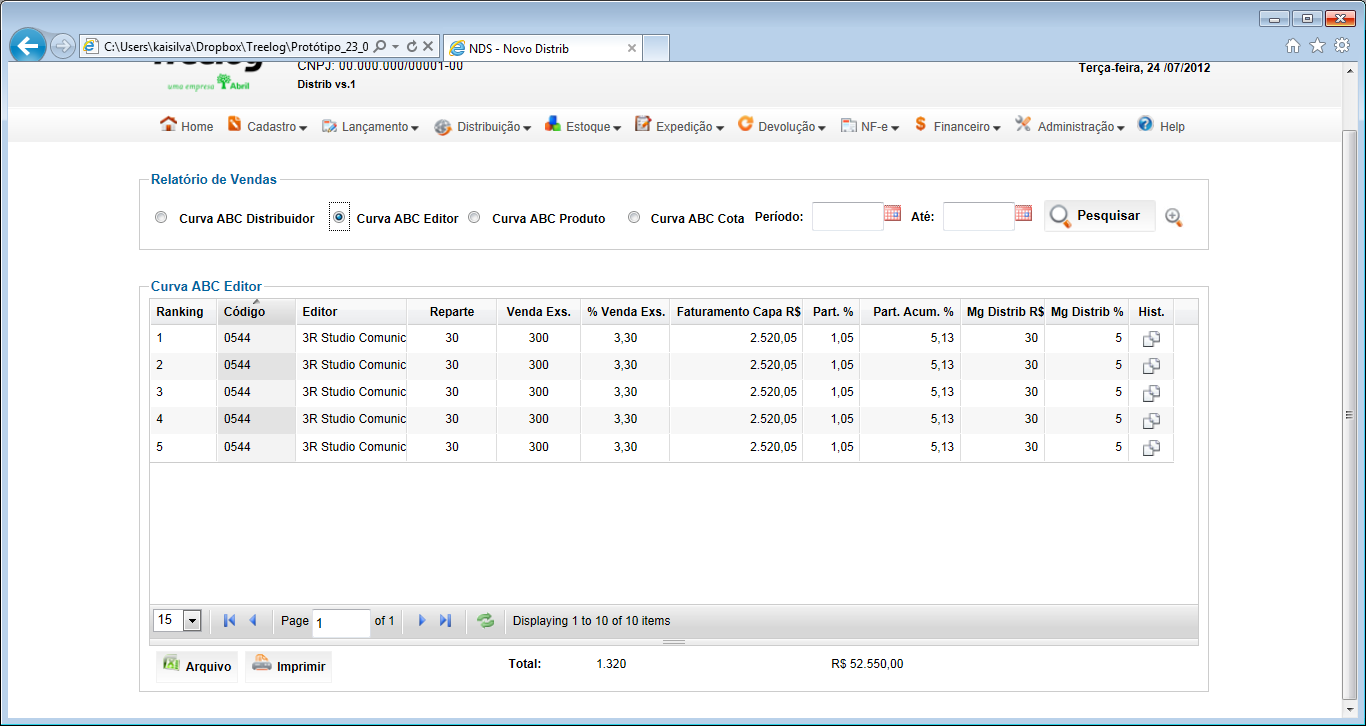 C:\Users\kaisilva\Dropbox\Treelog\Protótipo_23_0
NDS - Novo Distrib
uma empresa Abril
CNPJ: 00.000.000/00001-00
Distrib vs.1
Terça-feira, 24 /07/2012
Home Cadastro Lançamento Distribuição Estoque Expedição Devolução NF-e Financeiro Administração Help
Relatório de Vendas
Curva ABC Distribuidor Curva ABC Editor Curva ABC Produto Curva ABC Cota Período: Até: Pesquisar
Curva ABC Editor
Ranking Código Editor Reparte Venda Exs. % Venda Exs. Faturamento Capa R$ Part. % Part. Acum. % Mg Distrib R$ Mg Distrib % Hist.
1 0544 3R Studio Comunic 30 300 3,30 2.520,05 1,05 5,13 30 5
2 0544 3R Studio Comunic 30 300 3,30 2.520,05 1,05 5,13 30 5
3 0544 3R Studio Comunic 30 300 3,30 2.520,05 1,05 5,13 30 5
4 0544 3R Studio Comunic 30 300 3,30 2.520,05 1,05 5,13 30 5
5 0544 3R Studio Comunic 30 300 3,30 2.520,05 1,05 5,13 30 5
15 Page 1 of 1 Displaying 1 to 10 of 10 items
Arquivo Imprimir Total: 1.320 R$ 52.550,00